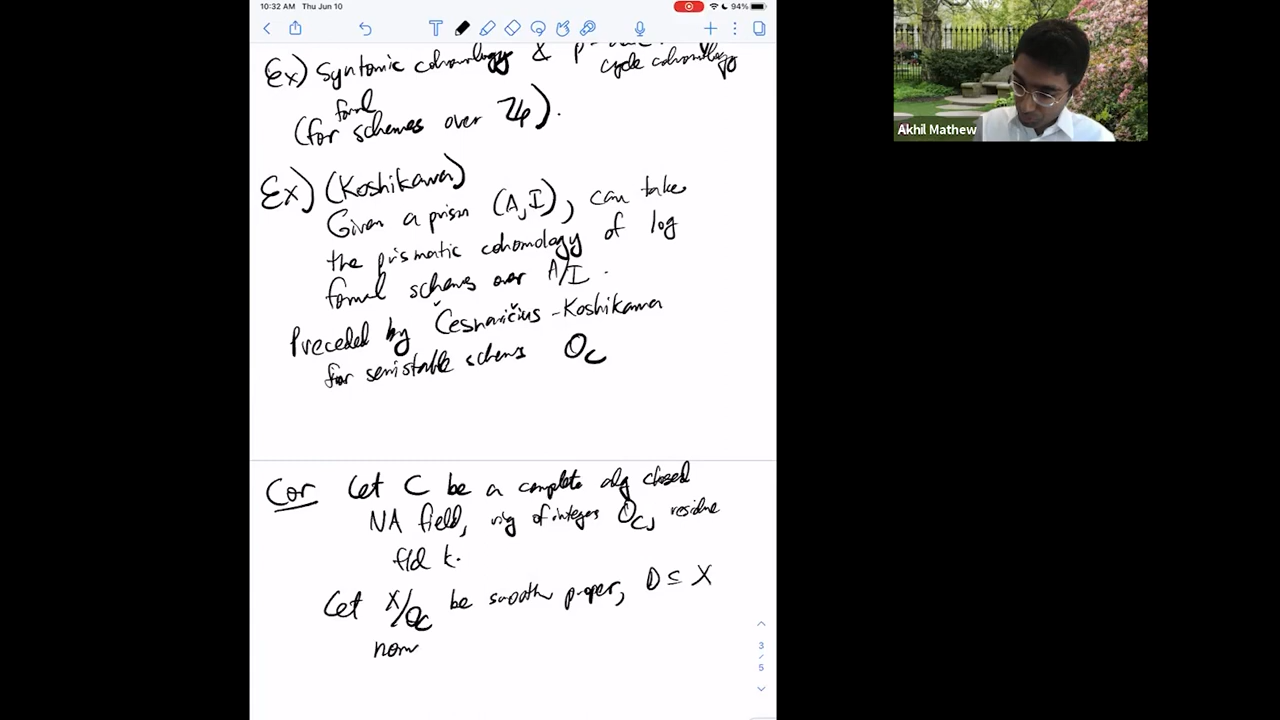 10:32 AM Thu Jun 10
94%
Ex) Syntomic cohomology & p-
cycle cohomology
formal
(for schemes over ℤp).
Ex) (Koshikawa)
Given a prism (A, I), can take
the prismatic cohomology of log
formal schemes over A/I.
Preceded by Česnavičius-Koshikawa
for semistable schemes O_C
Cor Let C be a complete alg closed
NA field, ring of integers O_C, residue
fld k.
Let X/O_C be smooth proper, D ⊆ X
norm
3
5
Akhil Mathew